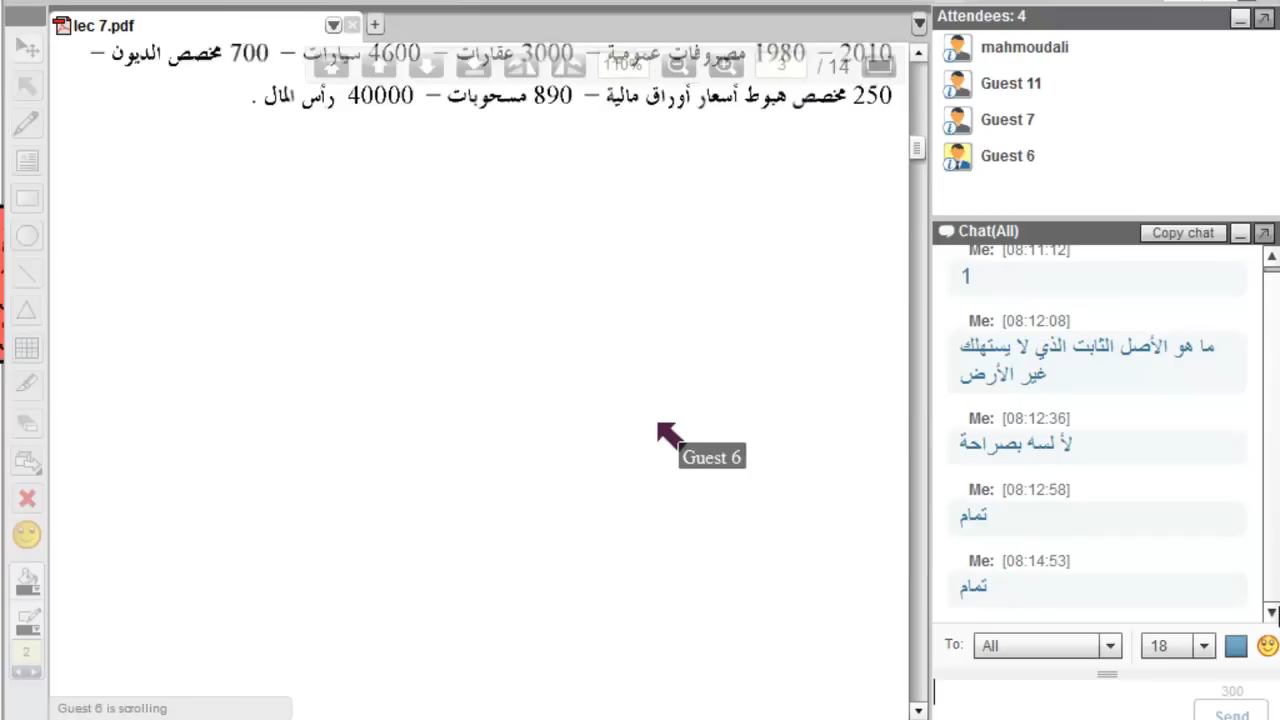 lec 7.pdf
2010 – 1980 مصروفات عمومية – 3000 عقارات – 4600 سيارات – 700 مخصص الديون –
110% 3 / 14
250 مخصص هبوط أسعار أوراق مالية – 890 مسحوبات – 40000 رأس المال .
Guest 6
Guest 6 is scrolling
2
Attendees: 4
mahmoudali
Guest 11
Guest 7
Guest 6
Chat(All) Copy chat
Me: [08:11:12]
1
Me: [08:12:08]
ما هو الأصل الثابت الذي لا يستهلك
غير الأرض
Me: [08:12:36]
لأ لسه بصراحة
Me: [08:12:58]
تمام
Me: [08:14:53]
تمام
To: All 18
300
Send